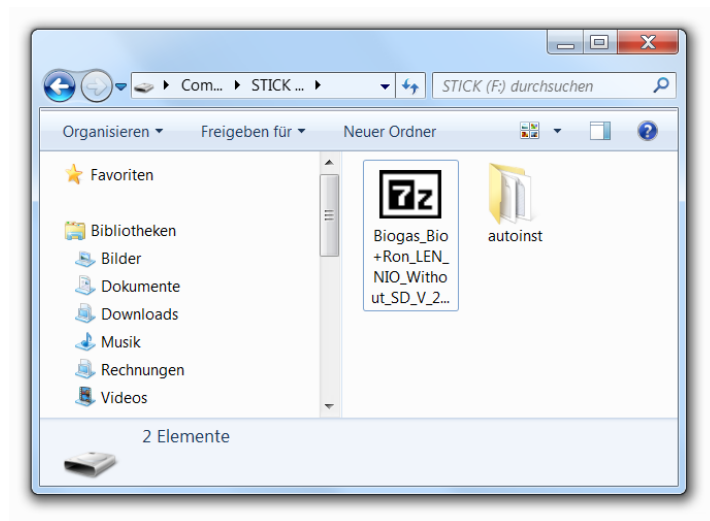 Com... STICK ... STICK (F:) durchsuchen
Organisieren Freigeben für Neuer Ordner
Favoriten
Bibliotheken
Bilder
Dokumente
Downloads
Musik
Rechnungen
Videos
7z
Biogas_Bio
+Ron_LEN_
NIO_Witho
ut_SD_V_2...
autoinst
2 Elemente